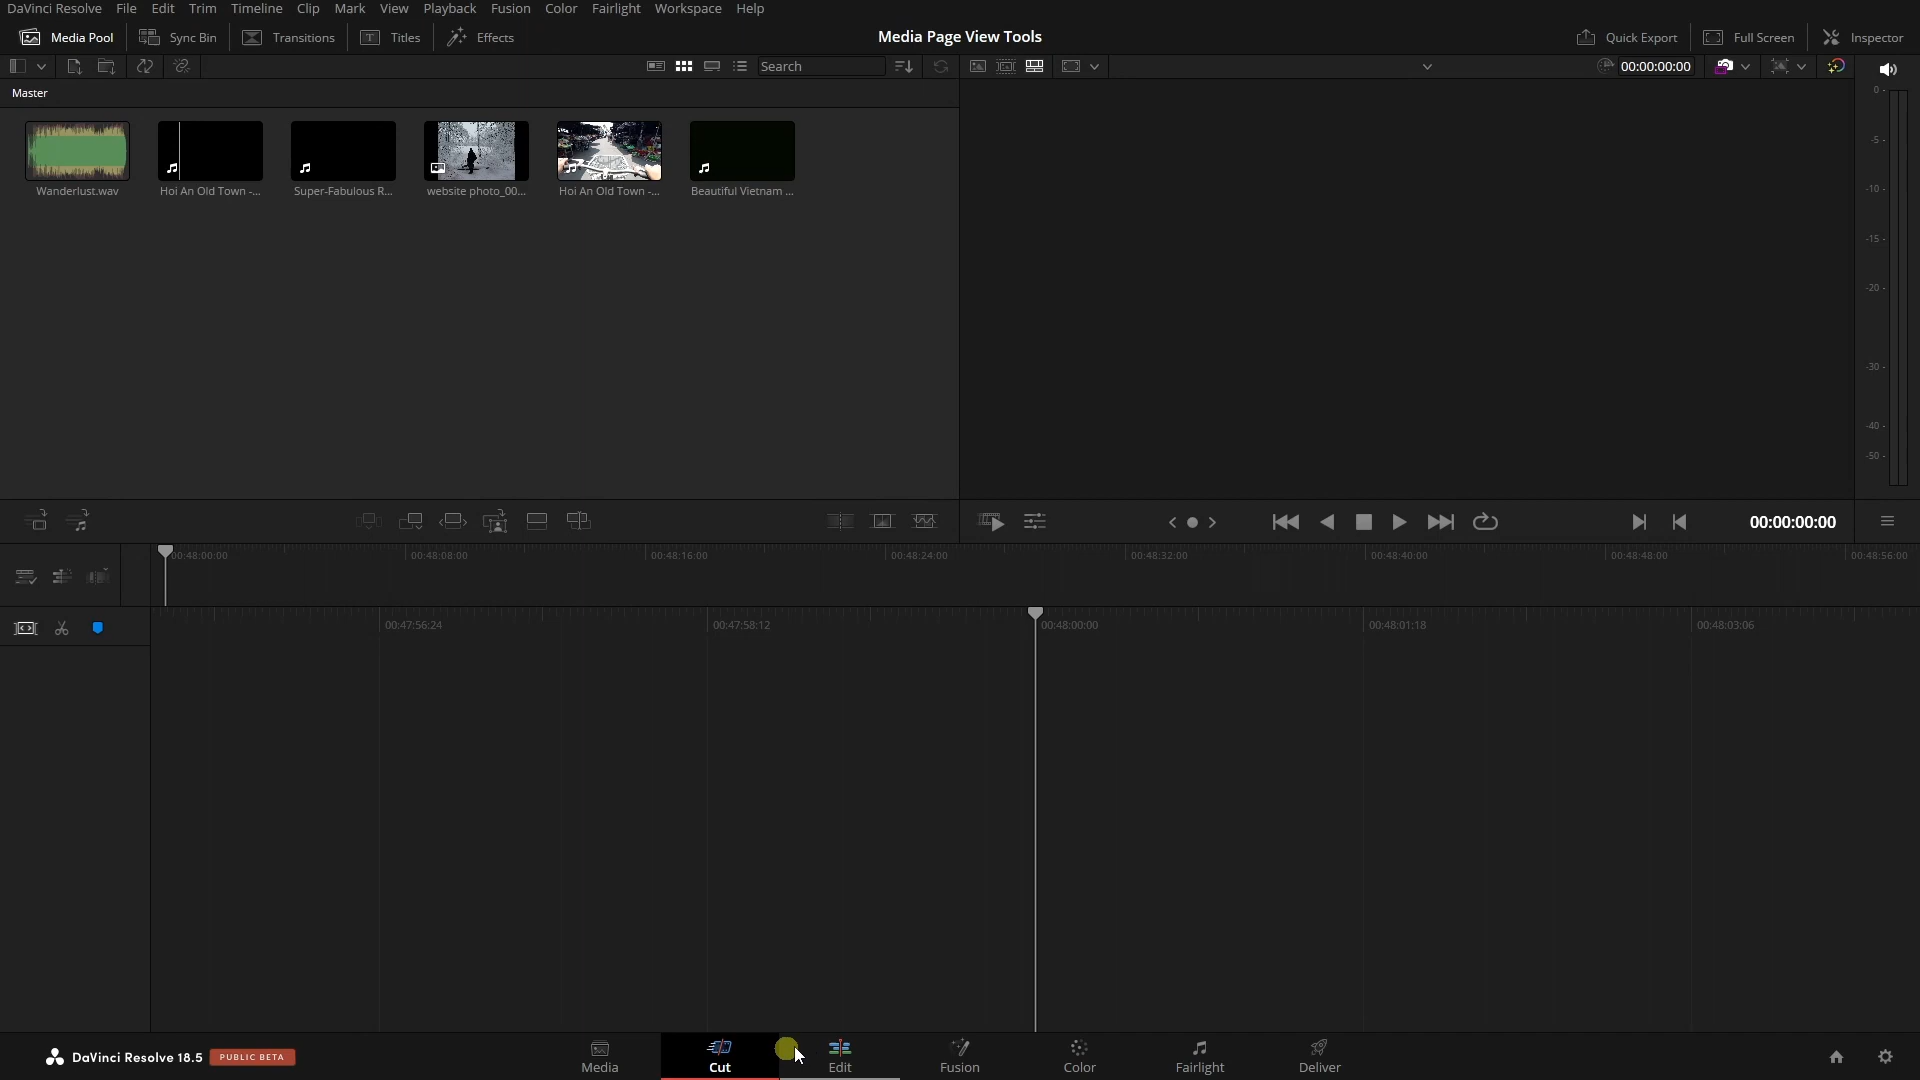 DaVinci Resolve File Edit Trim Timeline Clip Mark View Playback Fusion Color Fairlight Workspace Help
Media Pool Sync Bin Transitions Titles Effects Media Page View Tools Quick Export Full Screen Inspector
Search 00:00:00:00
Master
0
-5
-10
-15
-20
-30
-40
-50
Wanderlust.wav Hoi An Old Town -... Super-Fabulous R... website photo_00... Hoi An Old Town -... Beautiful Vietnam ...
00:00:00:00
00:48:00:00 00:48:08:00 00:48:16:00 00:48:24:00 00:48:32:00 00:48:40:00 00:48:48:00 00:48:56:00
00:47:56:24 00:47:58:12 00:48:00:00 00:48:01:18 00:48:03:06
DaVinci Resolve 18.5 PUBLIC BETA Media Cut Edit Fusion Color Fairlight Deliver